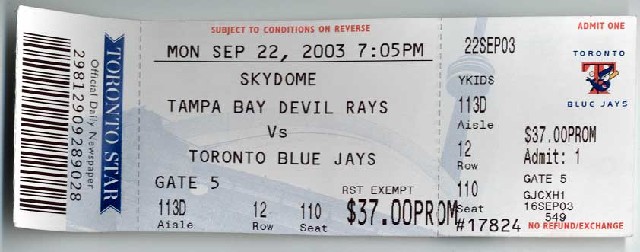 SUBJECT TO CONDITIONS ON REVERSE
MON SEP 22, 2003 7:05PM
SKYDOME
TAMPA BAY DEVIL RAYS
Vs
TORONTO BLUE JAYS
GATE 5
RST EXEMPT
113D 12 110 $37.00PROM
Aisle Row Seat
TORONTO STAR
Official Daily Newspaper
2981290928902​8
ADMIT ONE
22SEP03
TORONTO
T
BLUE JAYS
YKIDS
113D
Aisle
$37.00PROM
12
Admit: 1
Row
GATE 5
110
GJCXH1
Seat
16SEP03
#17824
549
NO REFUND/EXCHANGE